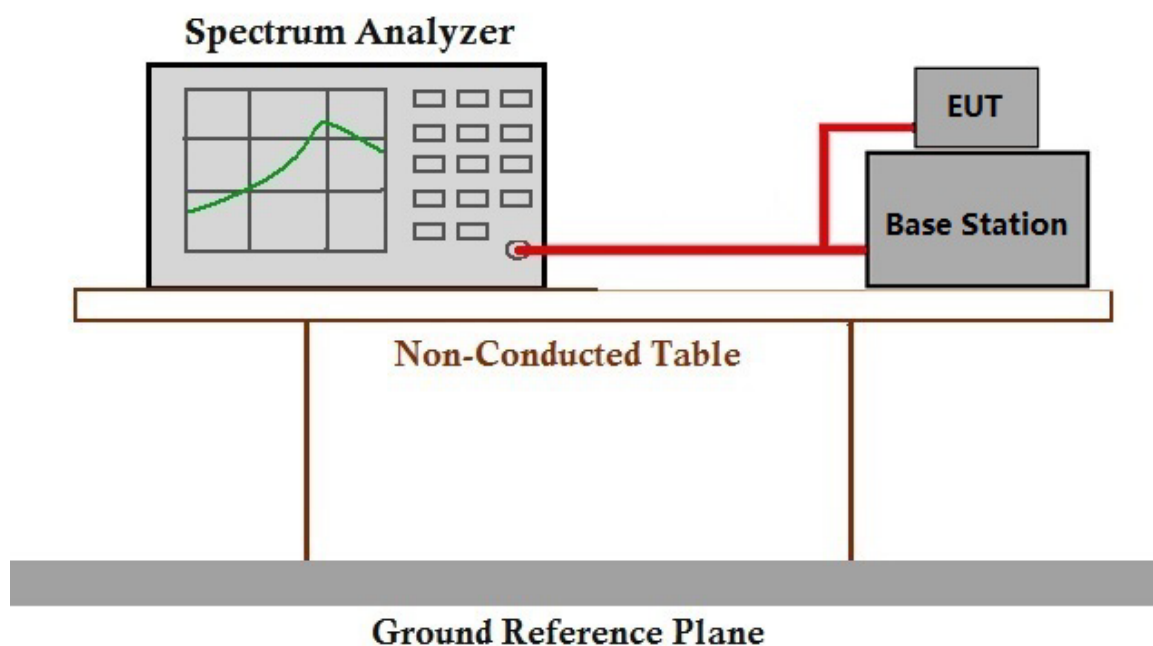 Spectrum Analyzer
EUT
Base Station
Non-Conducted Table
Ground Reference Plane